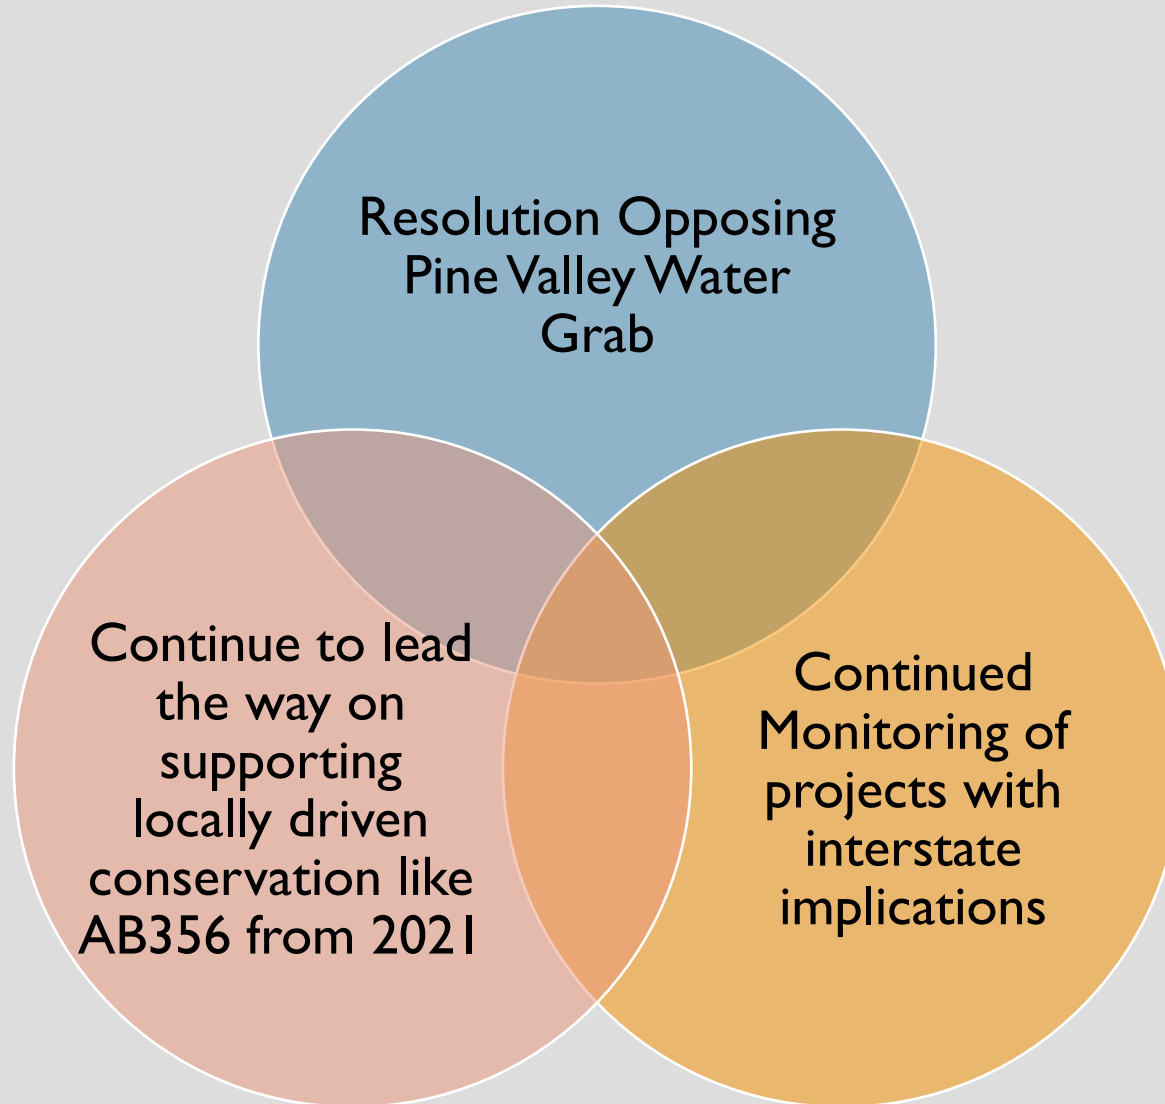 Resolution Opposing
Pine Valley Water
Grab
Continue to lead
the way on
supporting
locally driven
conservation like
AB356 from 2021
Continued
Monitoring of
projects with
interstate
implications